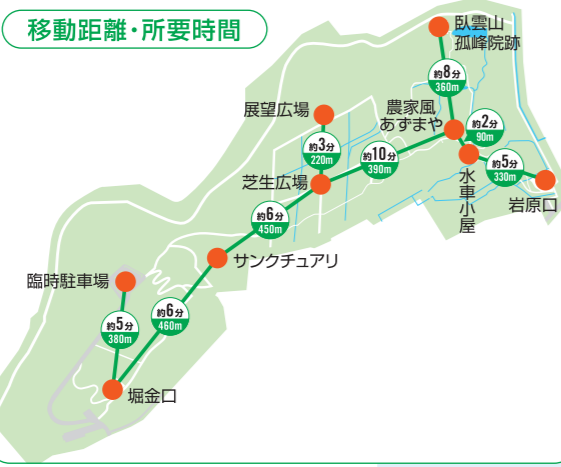 移動距離・所要時間
臥雲山
孤峰院跡
約8分
360m
展望広場
農家風
あずまや
約2分
90m
約3分
220m
約10分
390m
約5分
330m
芝生広場
水車小屋
岩原口
約6分
450m
サンクチュアリ
臨時駐車場
約6分
460m
約5分
380m
堀金口